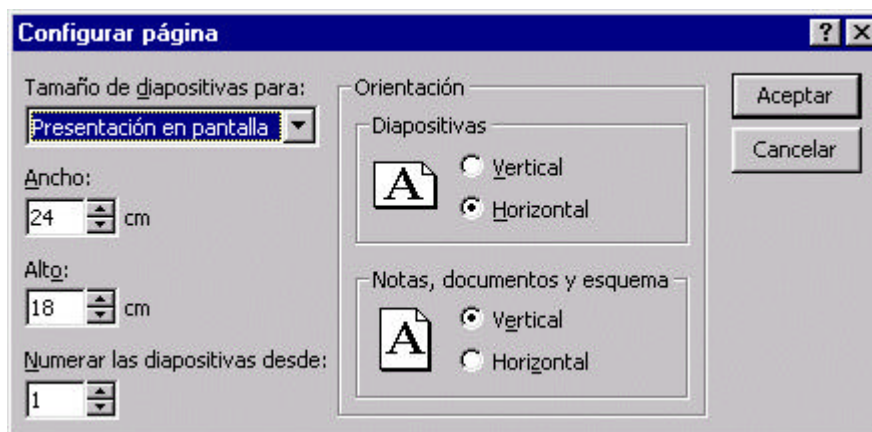 Configurar página
Tamaño de diapositivas para:
Presentación en pantalla
Ancho:
24 cm
Alto:
18 cm
Numerar las diapositivas desde:
1
Orientación
Diapositivas
A
Vertical
Horizontal
Notas, documentos y esquema
A
Vertical
Horizontal
Aceptar
Cancelar